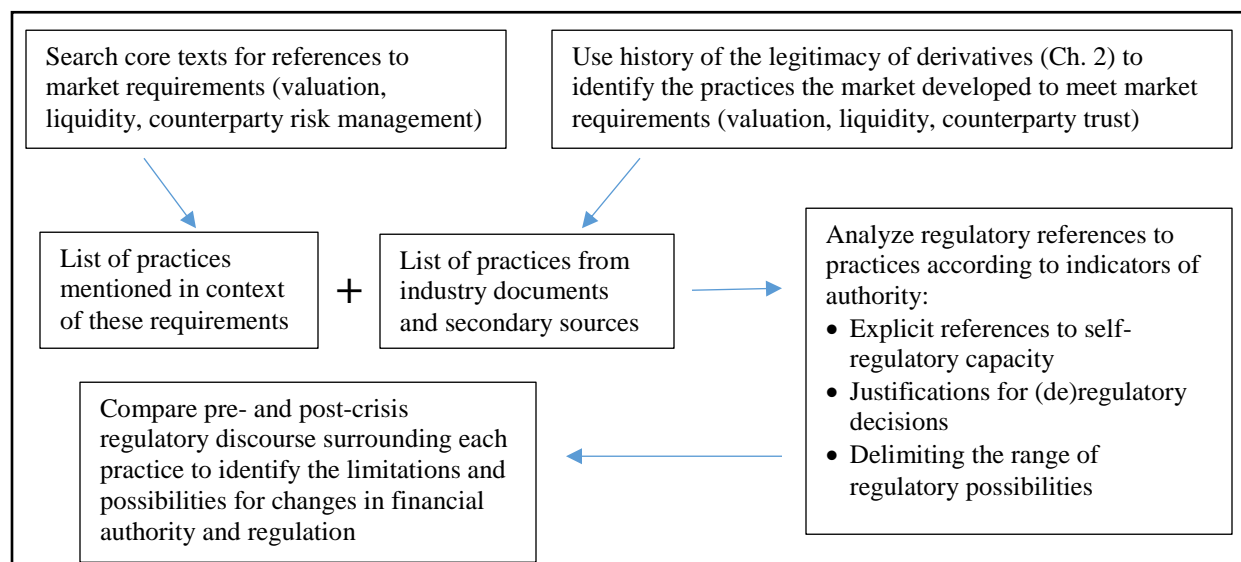 Search core texts for references to
market requirements (valuation,
liquidity, counterparty risk management)
Use history of the legitimacy of derivatives (Ch. 2) to
identify the practices the market developed to meet market
requirements (valuation, liquidity, counterparty trust)
List of practices
mentioned in context
of these requirements
+
List of practices from
industry documents
and secondary sources
Analyze regulatory references to
practices according to indicators of
authority:
• Explicit references to self-
regulatory capacity
• Justifications for (de)regulatory
decisions
• Delimiting the range of
regulatory possibilities
Compare pre- and post-crisis
regulatory discourse surrounding each
practice to identify the limitations and
possibilities for changes in financial
authority and regulation